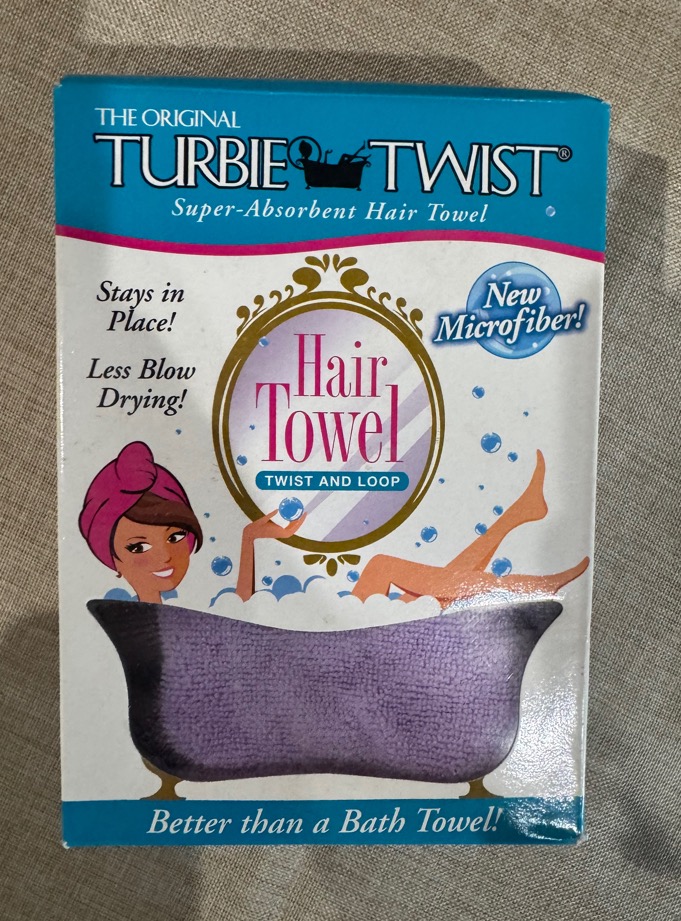 THE ORIGINAL
TURBIE TWIST®
Super-Absorbent Hair Towel
Stays in
Place!
Less Blow
Drying!
New
Microfiber!
Hair
Towel
TWIST AND LOOP
Better than a Bath Towel!